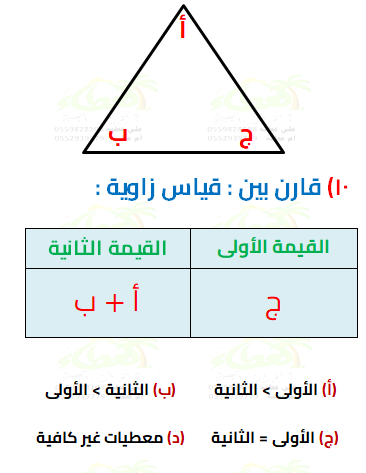 أ
ب ج
١٠) قارن بين : قياس زاوية :
القيمة الأولى القيمة الثانية
ج أ + ب
(أ) الأولى > الثانية (ب) الثانية > الأولى
(ج) الأولى = الثانية (د) معطيات غير كافية